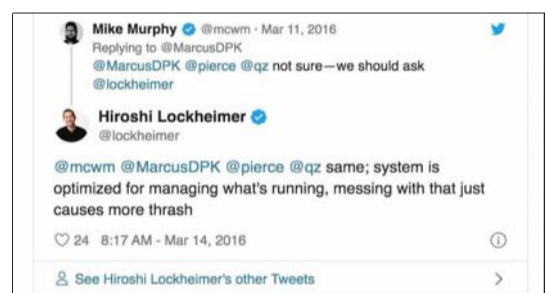 Mike Murphy @mcwm · Mar 11, 2016
Replying to @MarcusDPK
@MarcusDPK @pierce @qz not sure—we should ask
@lockheimer
Hiroshi Lockheimer
@lockheimer
@mcwm @MarcusDPK @pierce @qz same; system is
optimized for managing what's running, messing with that just
causes more thrash
24 8:17 AM - Mar 14, 2016
See Hiroshi Lockheimer's other Tweets